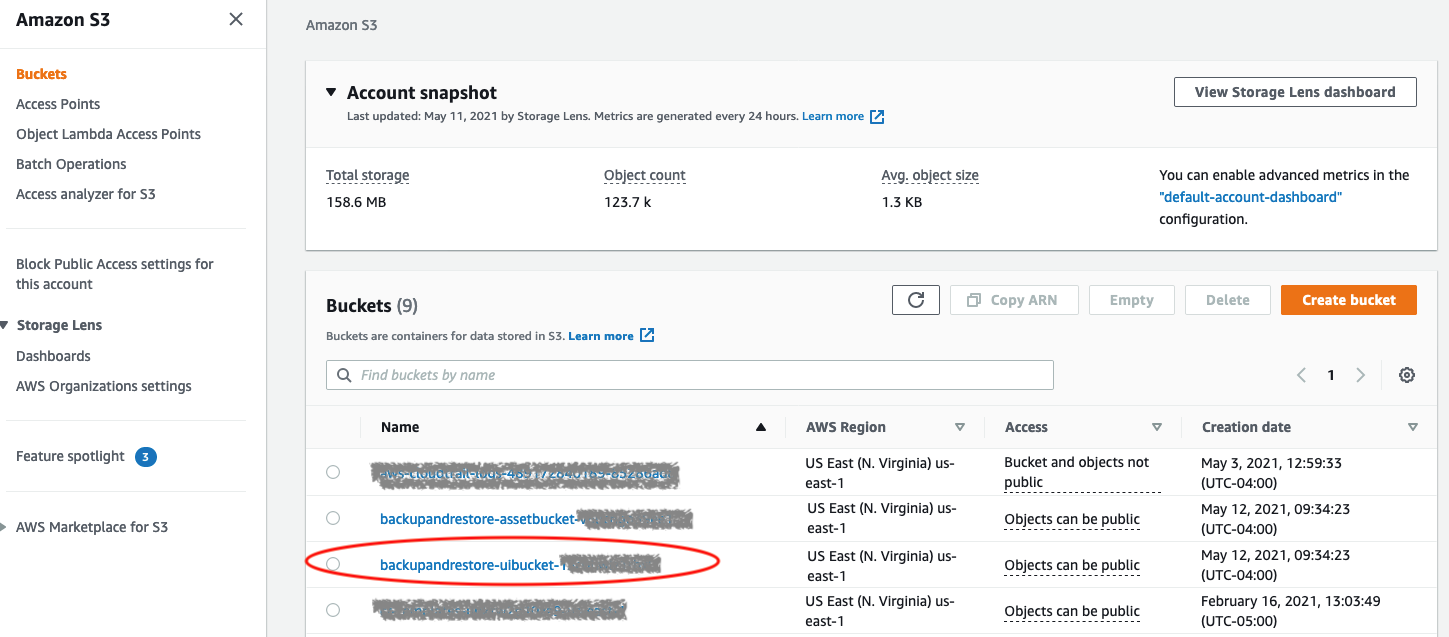 Amazon S3
Buckets
Access Points
Object Lambda Access Points
Batch Operations
Access analyzer for S3
Block Public Access settings for
this account
Storage Lens
Dashboards
AWS Organizations settings
Feature spotlight 3
AWS Marketplace for S3
Amazon S3
Account snapshot
View Storage Lens dashboard
Last updated: May 11, 2021 by Storage Lens. Metrics are generated every 24 hours. Learn more
Total storage
158.6 MB
Object count
123.7 k
Avg. object size
1.3 KB
You can enable advanced metrics in the
"default-account-dashboard"
configuration.
Buckets (9)
Copy ARN
Empty
Delete
Create bucket
Buckets are containers for data stored in S3. Learn more
Find buckets by name
1
Name
AWS Region
Access
Creation date
US East (N. Virginia) us-
east-1
Bucket and objects not
public
May 3, 2021, 12:59:33
(UTC-04:00)
backupandrestore-assetbucket-
US East (N. Virginia) us-
east-1
Objects can be public
May 12, 2021, 09:34:23
(UTC-04:00)
backupandrestore-uibucket-
US East (N. Virginia) us-
east-1
Objects can be public
May 12, 2021, 09:34:23
(UTC-04:00)
US East (N. Virginia) us-
east-1
Objects can be public
February 16, 2021, 13:03:49
(UTC-05:00)